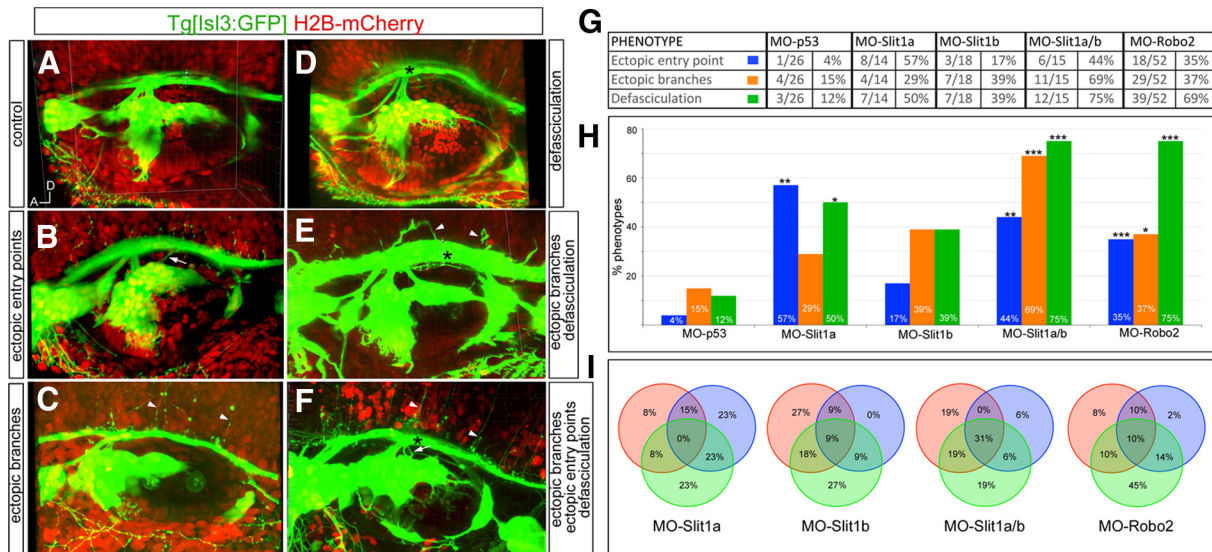 Tg[Isl3:GFP] H2B-mCherry
control
A
A
D
ectopic entry points
B
ectopic branches
C
D
*
defasciculation
E
*
ectopic branches
defasciculation
F
*
ectopic branches
ectopic entry points
defasciculation
G
PHENOTYPE MO-p53 MO-Slit1a MO-Slit1b MO-Slit1a/b MO-Robo2
Ectopic entry point 1/26 4% 8/14 57% 3/18 17% 6/15 44% 18/52 35%
Ectopic branches 4/26 15% 4/14 29% 7/18 39% 11/15 69% 29/52 37%
Defasciculation 3/26 12% 7/14 50% 7/18 39% 12/15 75% 39/52 69%
H
% phenotypes
80
60
40
20
** * ** *** *** *** * ***
4% 15% 12% 57% 29% 50% 17% 39% 39% 44% 69% 75% 35% 37% 75%
MO-p53 MO-Slit1a MO-Slit1b MO-Slit1a/b MO-Robo2
I
8% 15% 23% 0% 8% 23% 23%
MO-Slit1a
27% 9% 0% 9% 18% 9% 27%
MO-Slit1b
19% 0% 6% 31% 19% 6% 19%
MO-Slit1a/b
8% 10% 2% 10% 10% 14% 45%
MO-Robo2